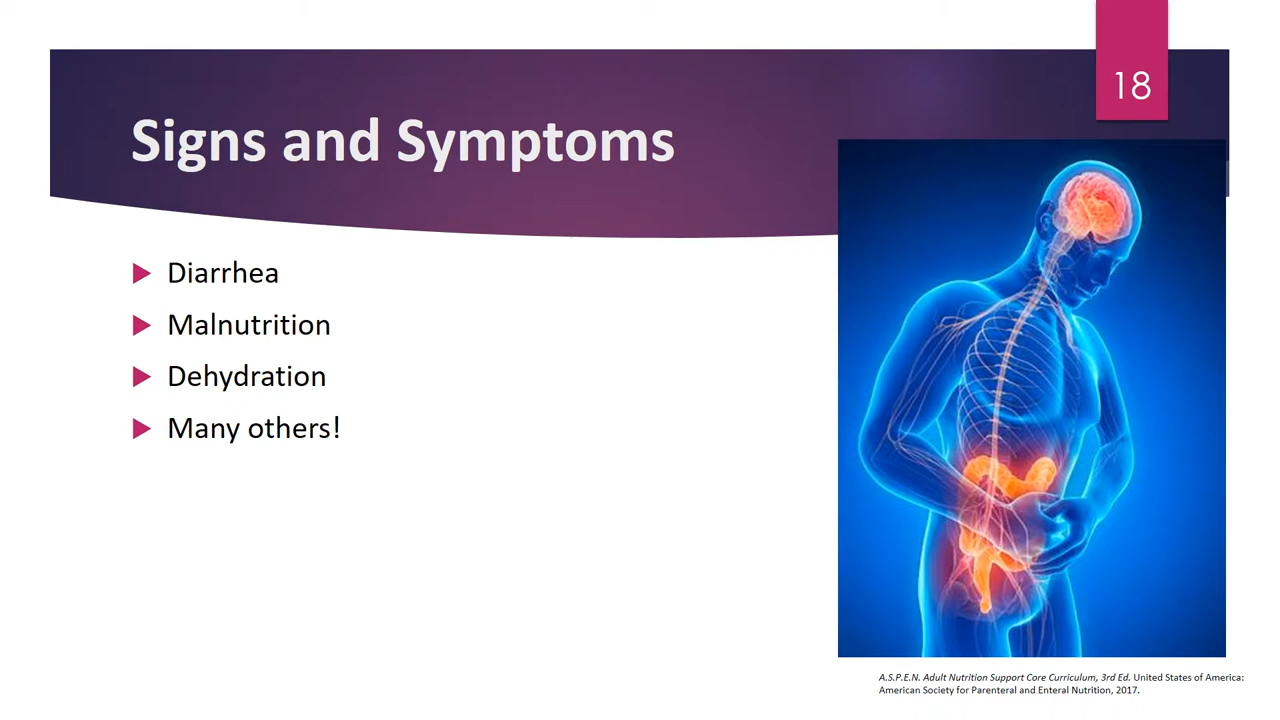 18
Signs and Symptoms
Diarrhea
Malnutrition
Dehydration
Many others!
A.S.P.E.N. Adult Nutrition Support Core Curriculum, 3rd Ed. United States of America:
American Society for Parenteral and Enteral Nutrition, 2017.